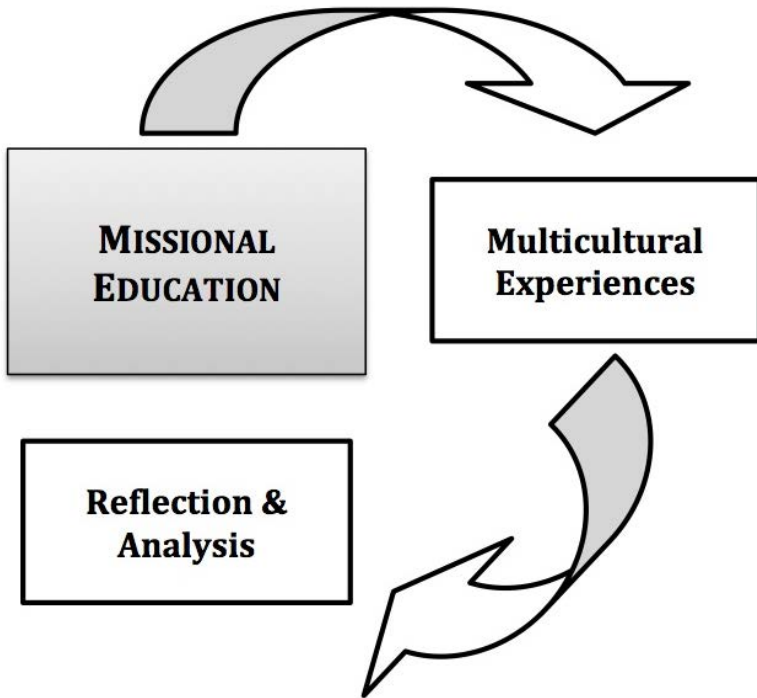 MISSIONAL
EDUCATION
Multicultural
Experiences
Reflection &
Analysis